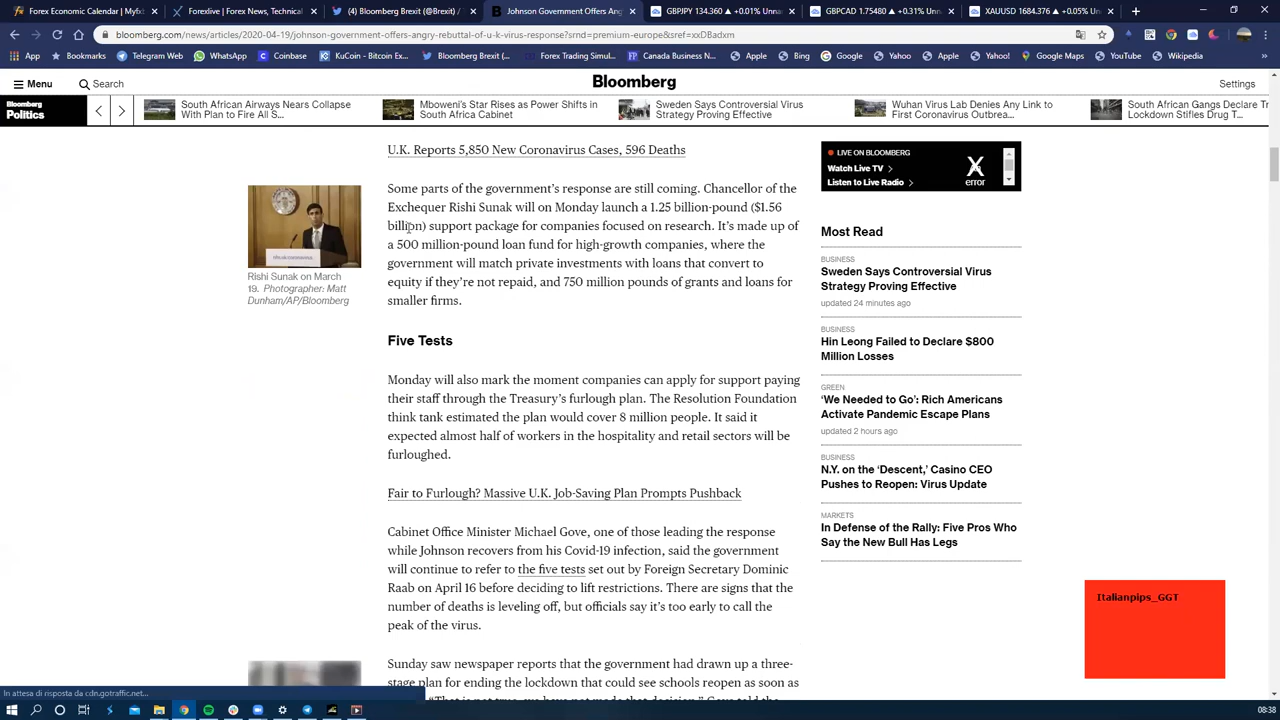 Forex Economic Calendar | M
Forexlive | Forex News, Technical
(9) Bloomberg Brexit (@Brexit) /
Johnson Government Offers Ang
GBPJPY 134.360 ▲ +0.01% Unna
GBPCAD 1.75480 ▲ +0.31% Unn
XAUUSD 1684.376 ▲ +0.05% Un
bloomberg.com/news/articles/2020-04-19/johnson-government-offers-angry-rebuttal-of-u-k-virus-response?srnd=premium-europe&sref=xxDBadxm
App
Telegram Web
WhatsApp
Coinbase
KuCoin - Bitcoin Ex...
Purchases
Canada Business N...
Apple
Bing
Google
Yahoo
Apple
Yahoo!
Google Maps
YouTube
Wikipedia
Menu
Search
Bloomberg
Settings
Bloomberg
Politics
South African Airways Nears Collapse
With Plan to Fire All S...
Mboweni's Star Rises as Power Shifts in
South Africa Cabinet
Sweden Says Controversial Virus
Strategy Proving Effective
Wuhan Virus Lab Denies Any Link to
First Coronavirus Outbrea...
South African Gangs Declare Tr
Lockdown Stifles Drug T...
U.K. Reports 5,850 New Coronavirus Cases, 596 Deaths
Some parts of the government's response are still coming. Chancellor of the
Exchequer Rishi Sunak will on Monday launch a 1.25 billion-pound ($1.56
billion) support package for companies focused on research. It's made up of
a 500 million-pound loan fund for high-growth companies, where the
government will match private investments with loans that convert to
equity if they're not repaid, and 750 million pounds of grants and loans for
smaller firms.
Rishi Sunak on March
19. Photographer: Matt
Dunham/AP/Bloomberg
Five Tests
Monday will also mark the moment companies can apply for support paying
their staff through the Treasury's furlough plan. The Resolution Foundation
think tank estimated the plan would cover 8 million people. It said it
expected almost half of workers in the hospitality and retail sectors will be
furloughed.
Fair to Furlough? Massive U.K. Job-Saving Plan Prompts Pushback
Cabinet Office Minister Michael Gove, one of those leading the response
while Johnson recovers from his Covid-19 infection, said the government
will continue to refer to the five tests set out by Foreign Secretary Dominic
Raab on April 16 before deciding to lift restrictions. There are signs that the
number of deaths is leveling off, but officials say it's too early to call the
peak of the virus.
Sunday saw newspaper reports that the government had drawn up a three-
stage plan for ending the lockdown that could see schools reopen as soon as
"That is not true, we have not made that decision," Gove told the
LIVE ON BLOOMBERG
Watch Live TV
Listen to Live Radio
error
Most Read
BUSINESS
Sweden Says Controversial Virus
Strategy Proving Effective
updated 24 minutes ago
BUSINESS
Hin Leong Failed to Declare $800
Million Losses
GREEN
'We Needed to Go': Rich Americans
Activate Pandemic Escape Plans
updated 2 hours ago
BUSINESS
N.Y. on the 'Descent,' Casino CEO
Pushes to Reopen: Virus Update
MARKETS
In Defense of the Rally: Five Pros Who
Say the New Bull Has Legs
Italianpips_GGT
In attesa di risposta da cdn.gotraffic.net...
08:38